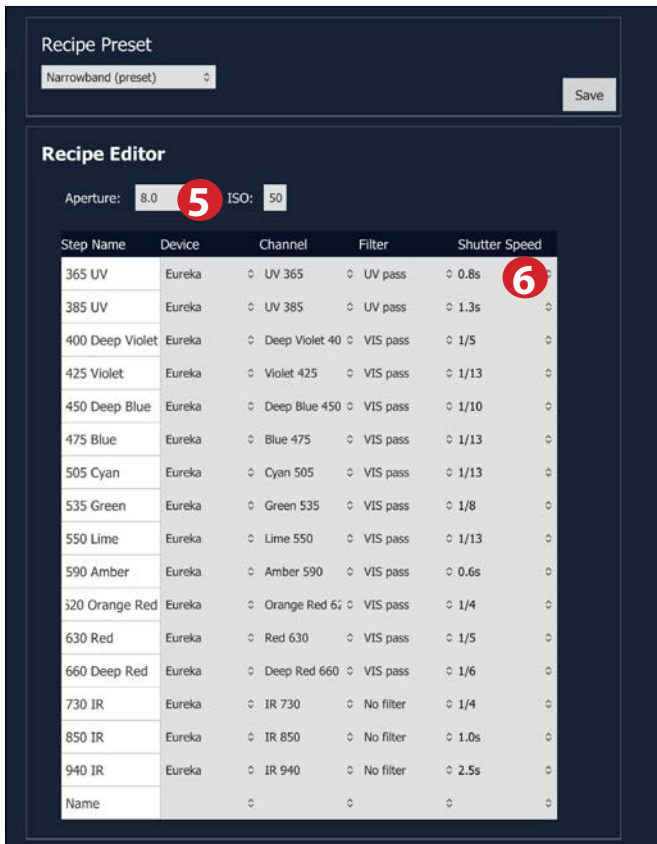 Recipe Preset
Narrowband (preset)
Save
Recipe Editor
Aperture: 8.0 5 ISO: 50
Step Name Device Channel Filter Shutter Speed
365 UV Eureka UV 365 UV pass 0.8s 6
385 UV Eureka UV 385 UV pass 1.3s
400 Deep Violet Eureka Deep Violet 40 VIS pass 1/5
425 Violet Eureka Violet 425 VIS pass 1/13
450 Deep Blue Eureka Deep Blue 450 VIS pass 1/10
475 Blue Eureka Blue 475 VIS pass 1/13
505 Cyan Eureka Cyan 505 VIS pass 1/13
535 Green Eureka Green 535 VIS pass 1/8
550 Lime Eureka Lime 550 VIS pass 1/13
590 Amber Eureka Amber 590 VIS pass 0.6s
620 Orange Red Eureka Orange Red 62 VIS pass 1/4
630 Red Eureka Red 630 VIS pass 1/5
660 Deep Red Eureka Deep Red 660 VIS pass 1/6
730 IR Eureka IR 730 No filter 1/4
850 IR Eureka IR 850 No filter 1.0s
940 IR Eureka IR 940 No filter 2.5s
Name